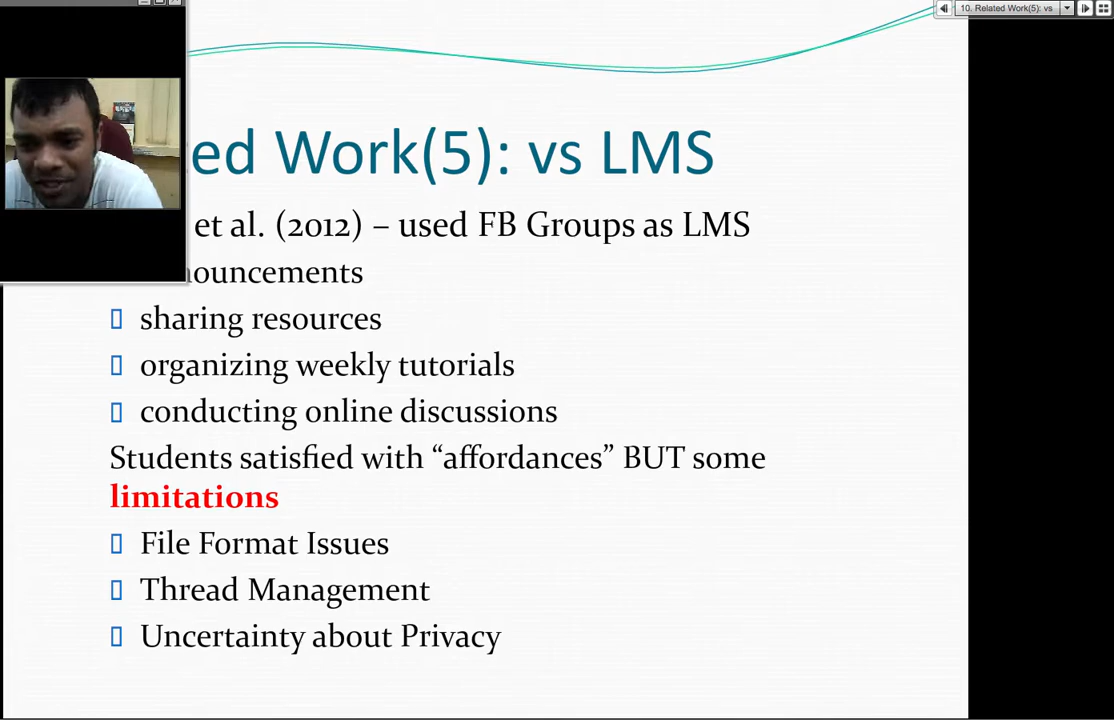 10. Related Work(5): vs
Work(5): vs LMS
et al. (2012) – used FB Groups as LMS
sharing resources
organizing weekly tutorials
conducting online discussions
Students satisfied with “affordances” BUT some
limitations
File Format Issues
Thread Management
Uncertainty about Privacy